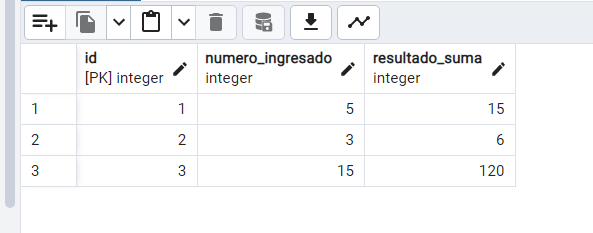 id numero_ingresado resultado_suma
[PK] integer integer integer
1 1 5 15
2 2 3 6
3 3 15 120